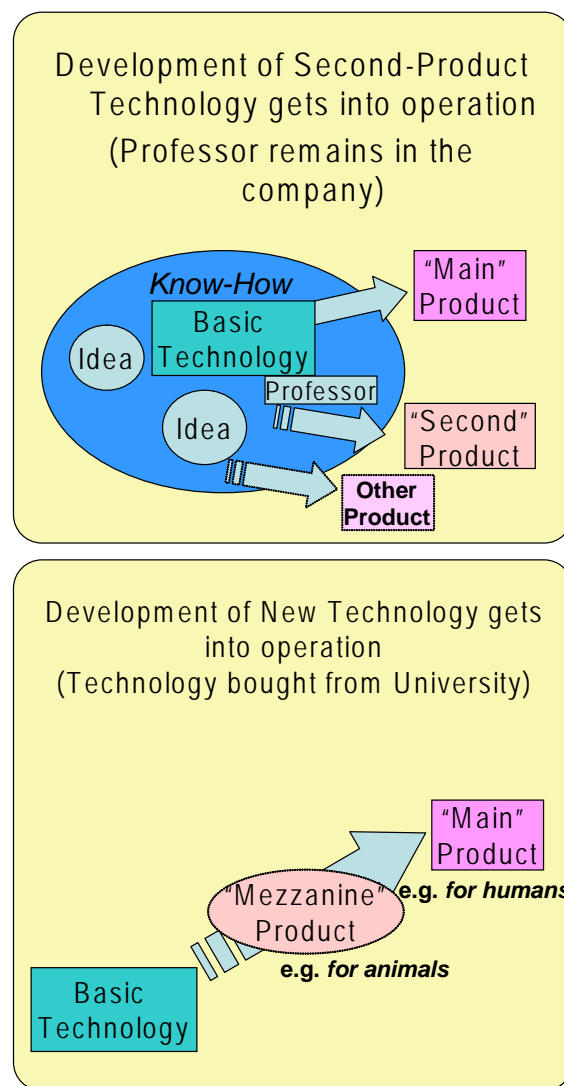 Development of Second-Product
Technology gets into operation
(Professor remains in the
company)
Know-How
"Main"
Product
Basic
Technology
Idea
Professor
Idea
"Second"
Product
Other
Product
Development of New Technology gets
into operation
(Technology bought from University)
"Main"
Product
e.g. for humans
"Mezzanine"
Product
e.g. for animals
Basic
Technology